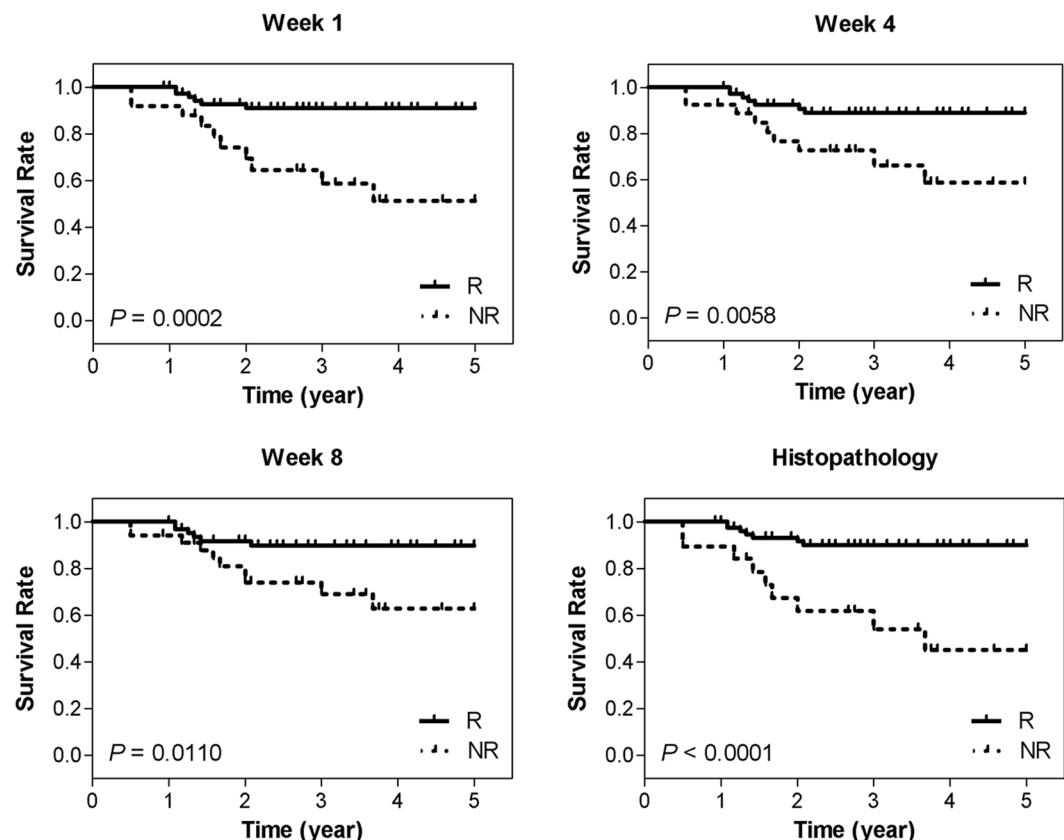 Week 1
Survival Rate
1.0
0.8
0.6
0.4
0.2
0.0
R
NR
P = 0.0002
0 1 2 3 4 5
Time (year)
Week 4
Survival Rate
1.0
0.8
0.6
0.4
0.2
0.0
R
NR
P = 0.0058
0 1 2 3 4 5
Time (year)
Week 8
Survival Rate
1.0
0.8
0.6
0.4
0.2
0.0
R
NR
P = 0.0110
0 1 2 3 4 5
Time (year)
Histopathology
Survival Rate
1.0
0.8
0.6
0.4
0.2
0.0
R
NR
P < 0.0001
0 1 2 3 4 5
Time (year)